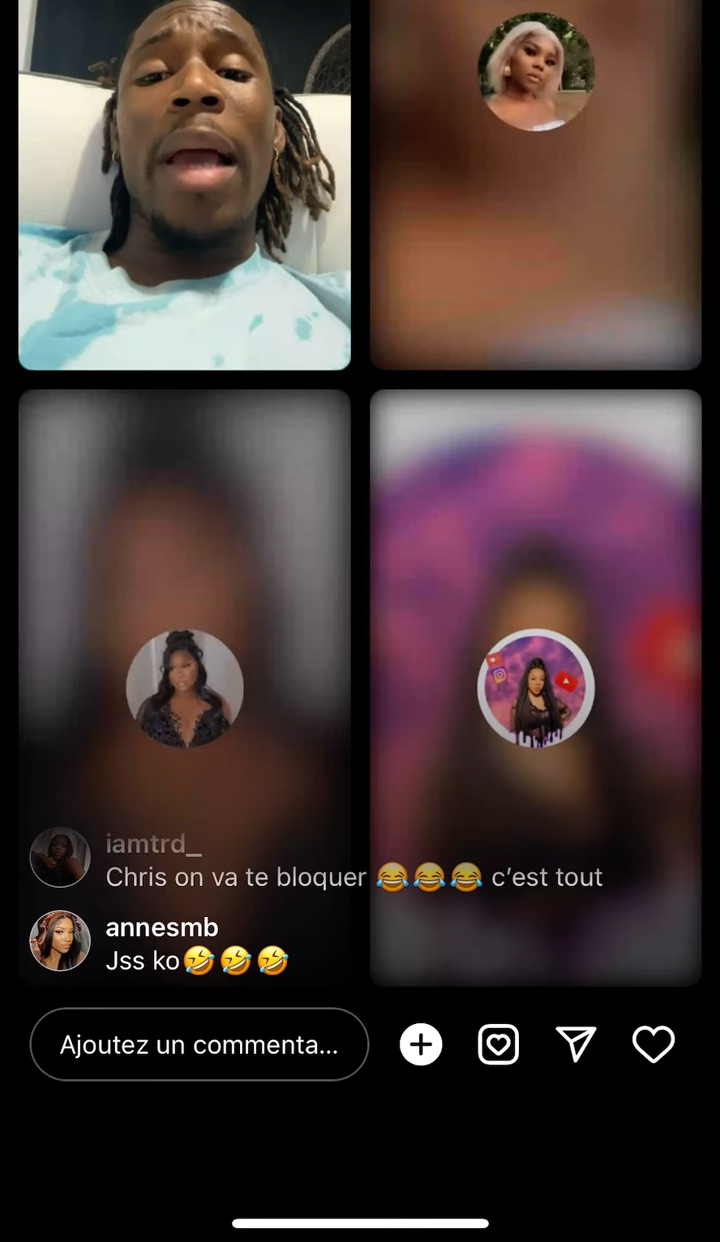 iamtrd_
Chris on va te bloquer 😂😂😂 c’est tout
annesmb
Jss ko🤣🤣🤣
Ajoutez un commenta...